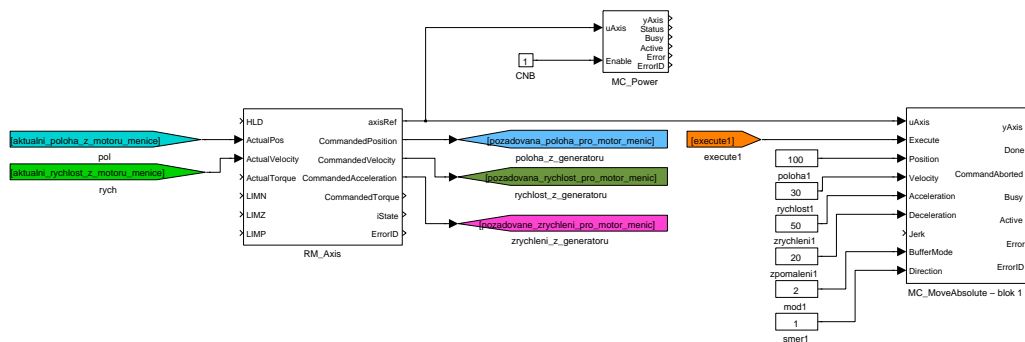 uAxis
yAxis
Status
Busy
Active
Error
ErrorID
Enable
MC_Power
1
CNB
HLD
ActualPos
ActualVelocity
ActualTorque
LIMN
LIMZ
LIMP
axisRef
CommandedPosition
CommandedVelocity
CommandedAcceleration
CommandedTorque
iState
ErrorID
RM_Axis
[aktualni_poloha_z_motoru_menice]
pol
[aktualni_rychlost_z_motoru_menice]
rych
[pozadovana_poloha_pro_motor_menic]
poloha_z_generatoru
[pozadovana_rychlost_pro_motor_menic]
rychlost_z_generatoru
[pozadovane_zrychleni_pro_motor_menic]
zrychleni_z_generatoru
[execute1]
execute1
100
poloha1
30
rychlost1
50
zrychleni1
20
zpomaleni1
2
mod1
1
smer1
uAxis
Execute
Position
Velocity
Acceleration
Deceleration
Jerk
BufferMode
Direction
yAxis
Done
CommandAborted
Busy
Active
Error
ErrorID
MC_MoveAbsolute – blok 1